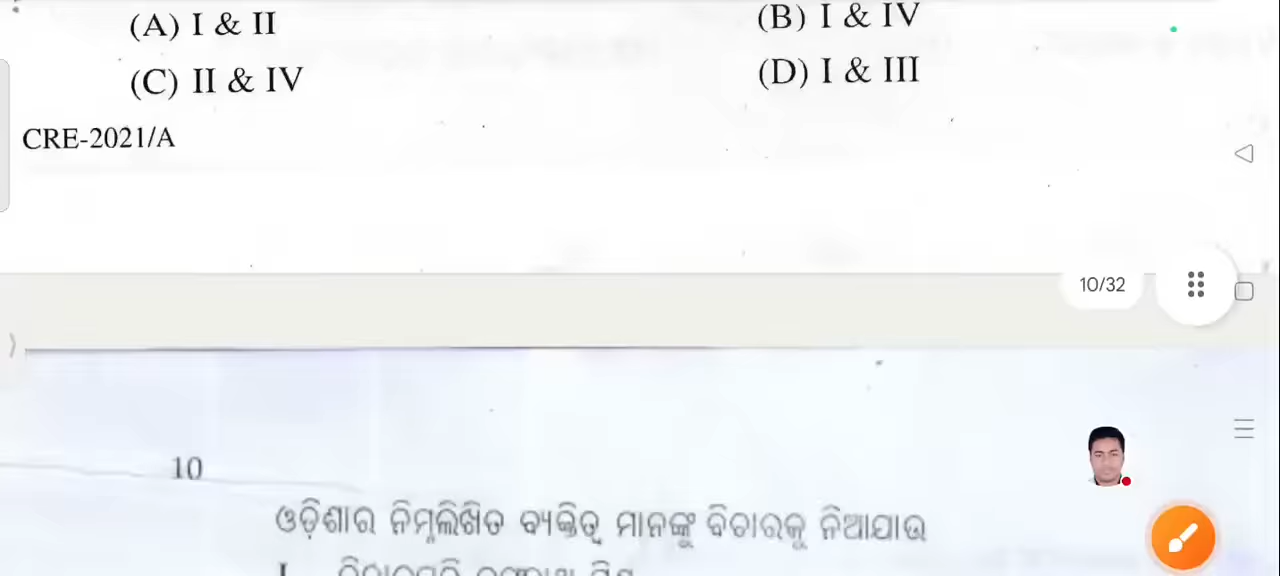 (A) I & II
(B) I & IV
(C) II & IV
(D) I & III
CRE-2021/A
10/32
10
ଓଡ଼ିଶାର ନିମ୍ନଲିଖିତ ବ୍ୟକ୍ତିତ୍ୱ ମାନଙ୍କୁ ବିଚାରକୁ ନିଆଯାଉ
I